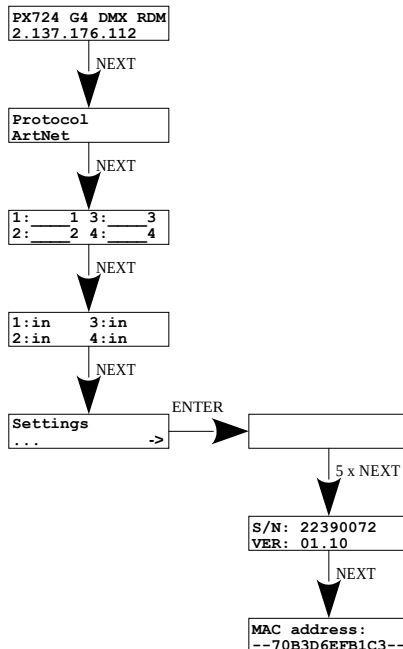 PX724 G4 DMX RDM
2.137.176.112
NEXT
Protocol
ArtNet
NEXT
1:____1 3:____3
2:____2 4:____4
NEXT
1:in 3:in
2:in 4:in
NEXT
Settings
... ->
ENTER
5 x NEXT
S/N: 22390072
VER: 01.10
NEXT
MAC address:
--70B3D6EFB1C3--